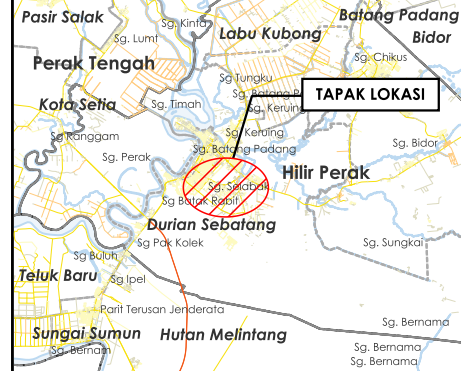 Pasir Salak
Sg. Kinta
Batang Padang
Labu Kubong
Bidor
Sg. Lumt
Sg. Chikus
Perak Tengah
Sg Tungku
Sg. Batang P
TAPAK LOKASI
Kota Setia
Sg. Timah
Sg. Keruing
Sg Ranggam
Sg. Keruing
Sg. Batang Padang
Sg. Bidor
Sg. Perak
Hilir Perak
Sg. Selabak
Sg Batak Rabit
Durian Sebatang
Sg Pak Kolek
Sg. Sungkai
Sg Buluh
Teluk Baru
Sg Ipel
Parit Terusan Jenderata
Sg. Bernama
Sungai Sumun
Hutan Melintang
Sg. Bernam
Sg. Bernama
Sg. Bernama